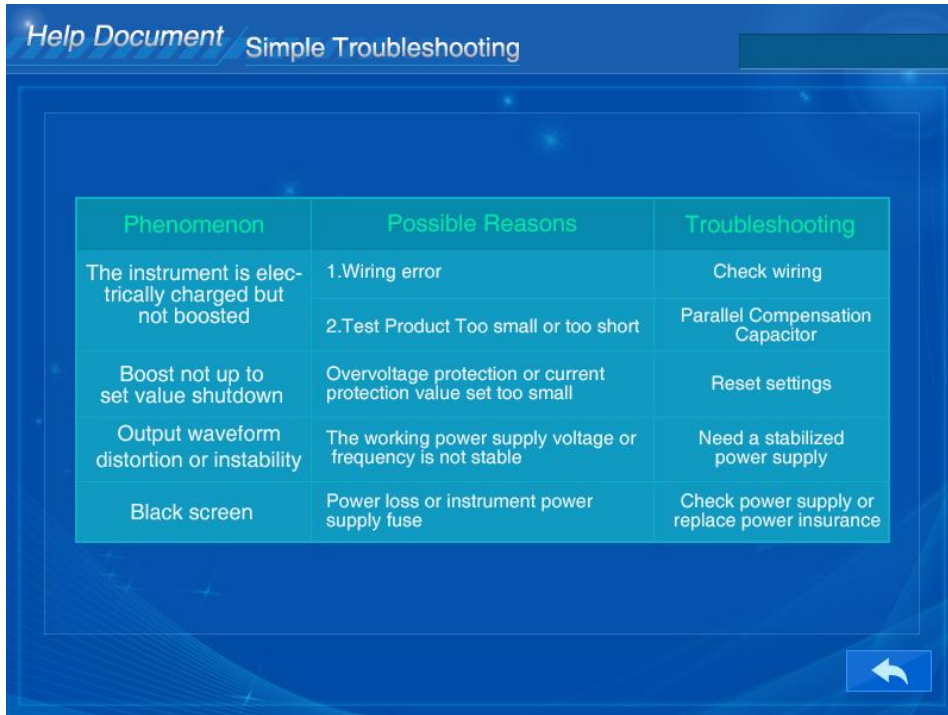 Help Document
Simple Troubleshooting
Phenomenon
Possible Reasons
Troubleshooting
The instrument is elec-
trically charged but
not boosted
1.Wiring error
Check wiring
2.Test Product Too small or too short
Parallel Compensation
Capacitor
Boost not up to
set value shutdown
Overvoltage protection or current
protection value set too small
Reset settings
Output waveform
distortion or instability
The working power supply voltage or
frequency is not stable
Need a stabilized
power supply
Black screen
Power loss or instrument power
supply fuse
Check power supply or
replace power insurance